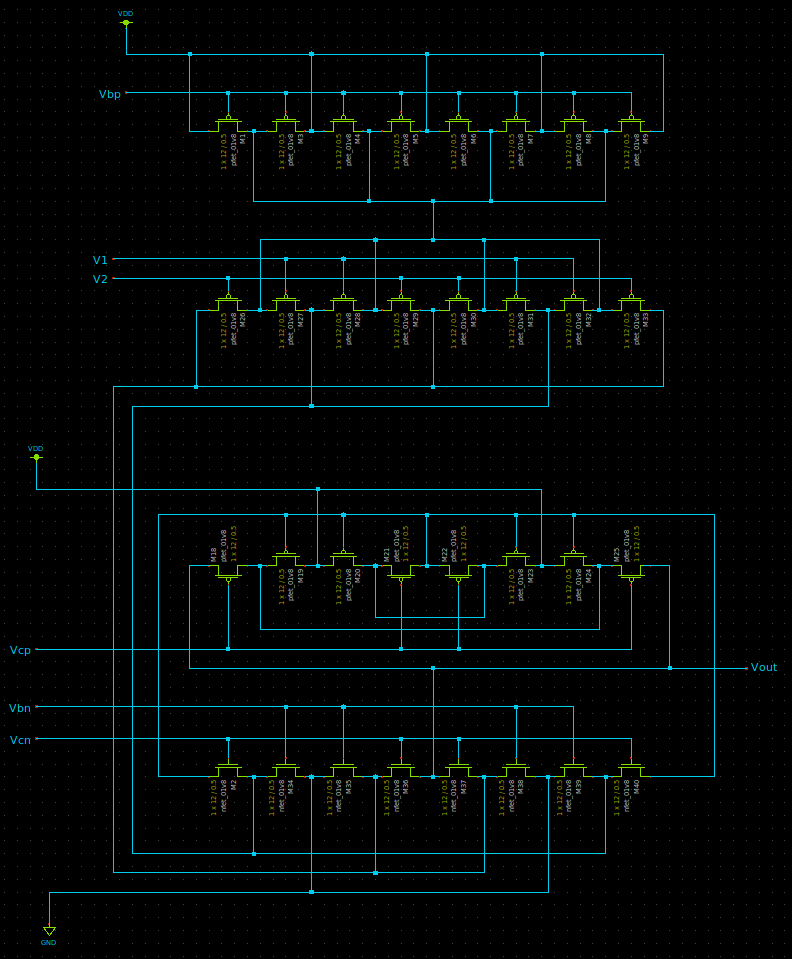 VDD
Vbp
1 x 12 / 0.5 pfet_01v8 M1
1 x 12 / 0.5 pfet_01v8 M3
1 x 12 / 0.5 pfet_01v8 M4
1 x 12 / 0.5 pfet_01v8 M5
1 x 12 / 0.5 pfet_01v8 M6
1 x 12 / 0.5 pfet_01v8 M7
1 x 12 / 0.5 pfet_01v8 M8
1 x 12 / 0.5 pfet_01v8 M9
V1
V2
1 x 12 / 0.5 pfet_01v8 M26
1 x 12 / 0.5 pfet_01v8 M27
1 x 12 / 0.5 pfet_01v8 M28
1 x 12 / 0.5 pfet_01v8 M29
1 x 12 / 0.5 pfet_01v8 M30
1 x 12 / 0.5 pfet_01v8 M31
1 x 12 / 0.5 pfet_01v8 M32
1 x 12 / 0.5 pfet_01v8 M33
VDD
M18 pfet_01v8 1 x 12 / 0.5
1 x 12 / 0.5 pfet_01v8 M19
1 x 12 / 0.5 pfet_01v8 M20
M21 pfet_01v8 1 x 12 / 0.5
M22 pfet_01v8 1 x 12 / 0.5
1 x 12 / 0.5 pfet_01v8 M23
1 x 12 / 0.5 pfet_01v8 M24
M25 pfet_01v8 1 x 12 / 0.5
Vcp
Vout
Vbn
Vcn
1 x 12 / 0.5 nfet_01v8 M2
1 x 12 / 0.5 nfet_01v8 M34
1 x 12 / 0.5 nfet_01v8 M35
1 x 12 / 0.5 nfet_01v8 M36
1 x 12 / 0.5 nfet_01v8 M37
1 x 12 / 0.5 nfet_01v8 M38
1 x 12 / 0.5 nfet_01v8 M39
1 x 12 / 0.5 nfet_01v8 M40
GND